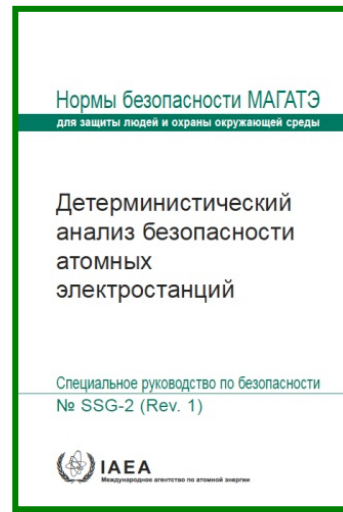 Нормы безопасности МАГАТЭ
для защиты людей и охраны окружающей среды
Детерминистический
анализ безопасности
атомных
электростанций
Специальное руководство по безопасности
№ SSG-2 (Rev. 1)
IAEA
Международное агентство по атомной энергии